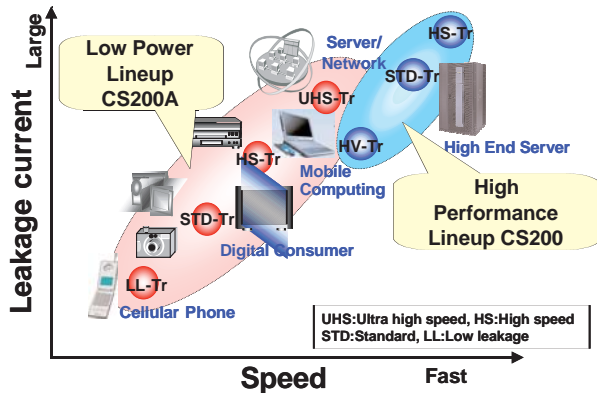 Large
Leakage current
Low Power
Lineup
CS200A
Server/
Network
HS-Tr
STD-Tr
UHS-Tr
HV-Tr
High End Server
HS-Tr
Mobile
Computing
STD-Tr
Digital Consumer
LL-Tr
Cellular Phone
High
Performance
Lineup CS200
UHS:Ultra high speed, HS:High speed
STD:Standard, LL:Low leakage
Speed
Fast